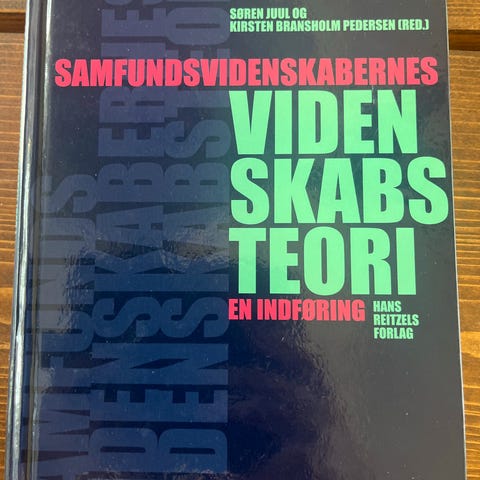 SØREN JUUL OG
KIRSTEN BRANSHOLM PEDERSEN (RED.)
SAMFUNDSVIDENSKABERNES
VIDEN
SKABS
TEORI
EN INDFØRING
HANS
REITZELS
FORLAG